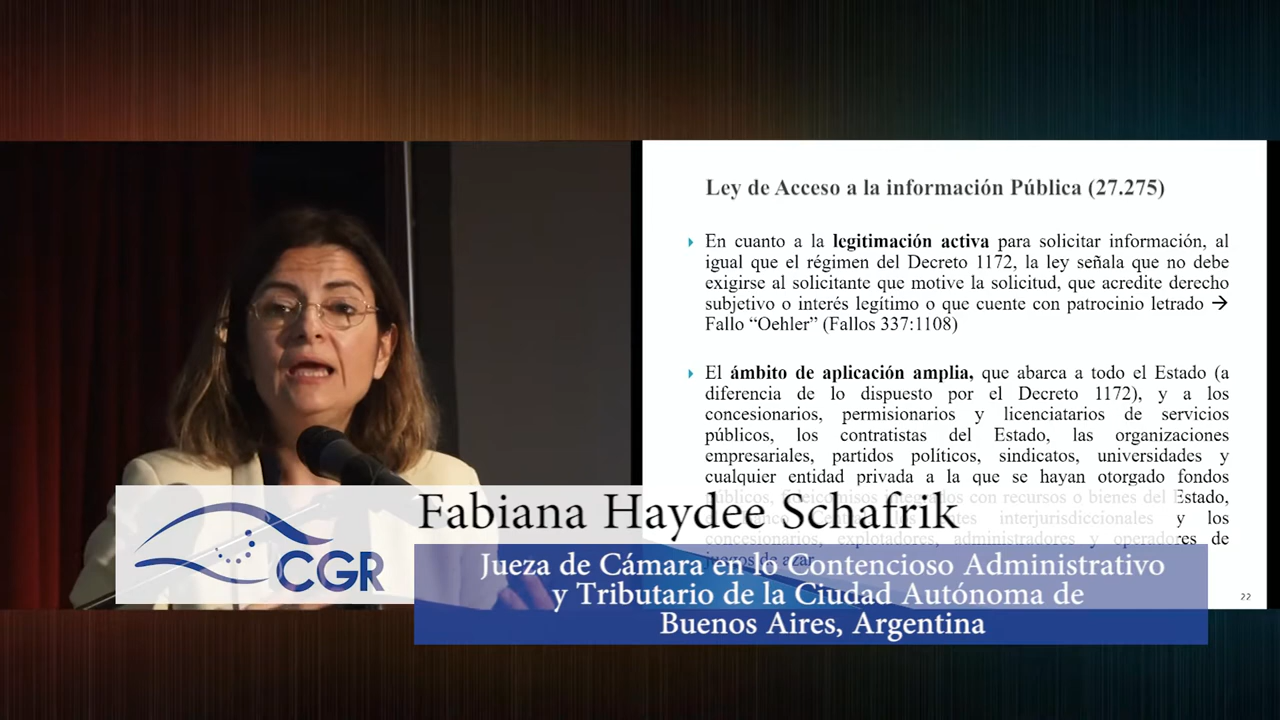 Ley de Acceso a la información Pública (27.275)
En cuanto a la legitimación activa para solicitar información, al
igual que el régimen del Decreto 1172, la ley señala que no debe
exigirse al solicitante que motive la solicitud, que acredite derecho
subjetivo o interés legítimo o que cuente con patrocinio letrado →
Fallo “Oehler” (Fallos 337:1108)
El ámbito de aplicación amplia, que abarca a todo el Estado (a
diferencia de lo dispuesto por el Decreto 1172), y a los
concesionarios, permisionarios y licenciatarios de servicios
públicos, los contratistas del Estado, las organizaciones
empresariales, partidos políticos, sindicatos, universidades y
cualquier entidad privada a la que se hayan otorgado fondos
públicos, fideicomisos integrados con recursos o bienes del Estado,
interjurisdiccionales y los
concesionarios, explotadores, administradores y operadores de
juegos de azar
22
CGR
Fabiana Haydee Schafrik
Jueza de Cámara en lo Contencioso Administrativo
y Tributario de la Ciudad Autónoma de
Buenos Aires, Argentina